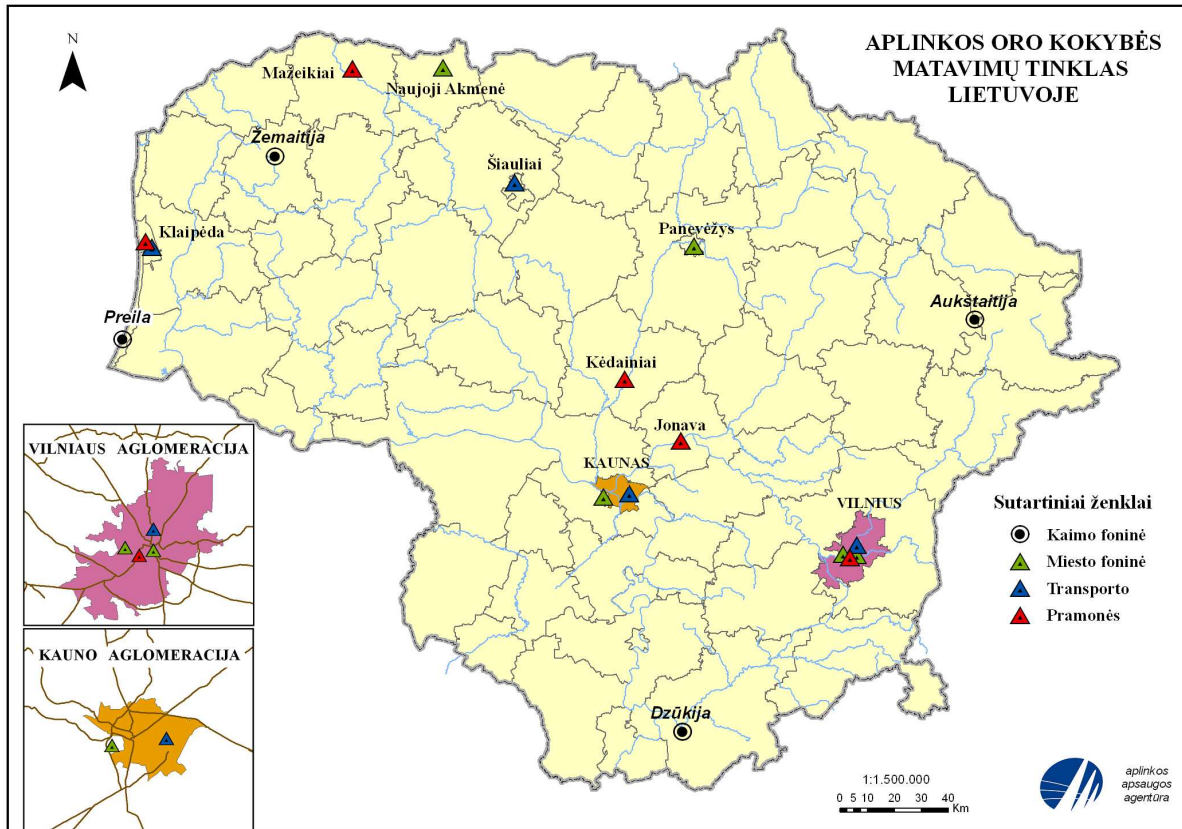 APLINKOS ORO KOKYBĖS
MATAVIMŲ TINKLAS
LIETUVOJE
N
Mažeikiai
Naujoji Akmenė
Žemaitija
Šiauliai
Klaipėda
Panevėžys
Preila
Aukštaitija
Kėdainiai
Jonava
KAUNAS
VILNIUS
Dzūkija
VILNIAUS AGLOMERACIJA
KAUNO AGLOMERACIJA
Sutartiniai ženklai
Kaimo foninė
Miesto foninė
Transporto
Pramonės
1:1.500.000
0 5 10 20 30 40
Km
aplinkos
apsaugos
agentūra